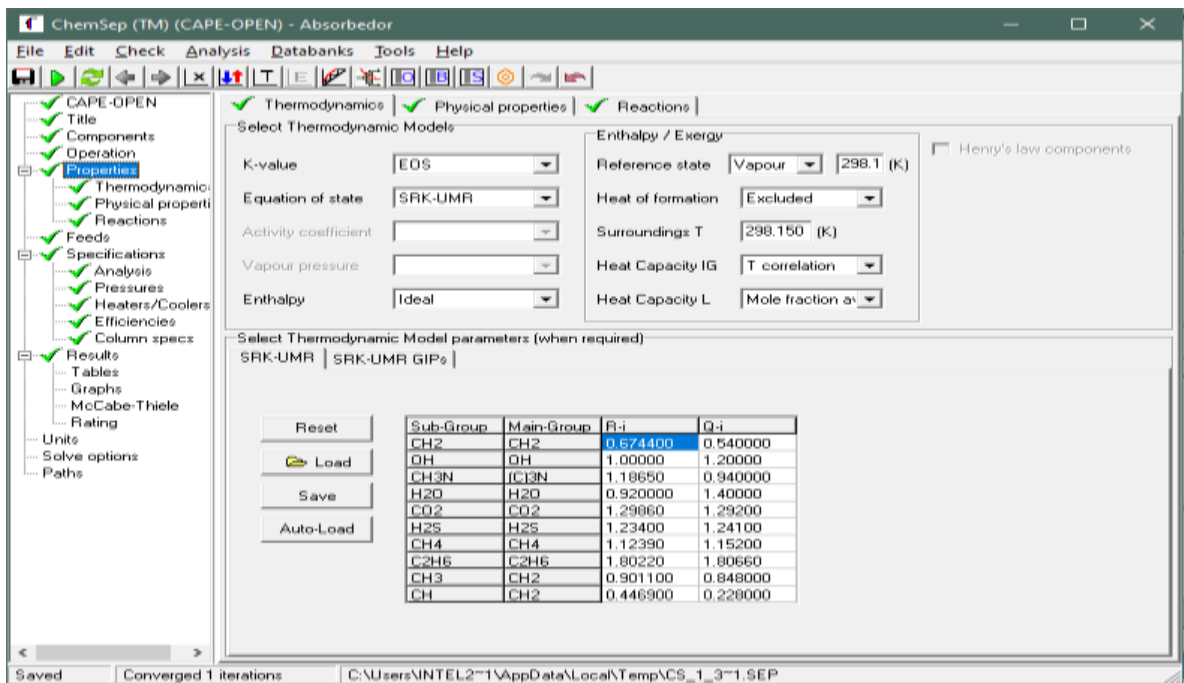 ChemSep (TM) (CAPE-OPEN) - Absorbedor
File Edit Check Analysis Databanks Tools Help
CAPE-OPEN
Title
Components
Operation
Properties
Thermodynamic
Physical properti
Reactions
Feeds
Specifications
Analysis
Pressures
Heaters/Coolers
Efficiencies
Column specs
Results
Tables
Graphs
McCabe-Thiele
Rating
Units
Solve options
Paths
Thermodynamics Physical properties Reactions
Select Thermodynamic Models
K-value EOS
Equation of state SRK-UMR
Activity coefficient
Vapour pressure
Enthalpy Ideal
Enthalpy / Exergy
Reference state Vapour 298.1 (K)
Heat of formation Excluded
Surroundings T 298.150 (K)
Heat Capacity IG T correlation
Heat Capacity L Mole fraction a
Henry's law components
Select Thermodynamic Model parameters (when required)
SRK-UMR SRK-UMR GIPs
Reset
Load
Save
Auto-Load
Sub-Group Main-Group R-i Q-i
CH2 CH2 0.674400 0.540000
OH OH 1.00000 1.20000
CH3N (C)3N 1.18650 0.940000
H2O H2O 0.920000 1.40000
CO2 CO2 1.29860 1.29200
H2S H2S 1.23400 1.24100
CH4 CH4 1.12390 1.15200
C2H6 C2H6 1.80220 1.80660
CH3 CH2 0.901100 0.848000
CH CH2 0.446900 0.228000
Saved Converged 1 iterations C:\Users\INTEL2~1\AppData\Local\Temp\CS_1_3~1.SEP